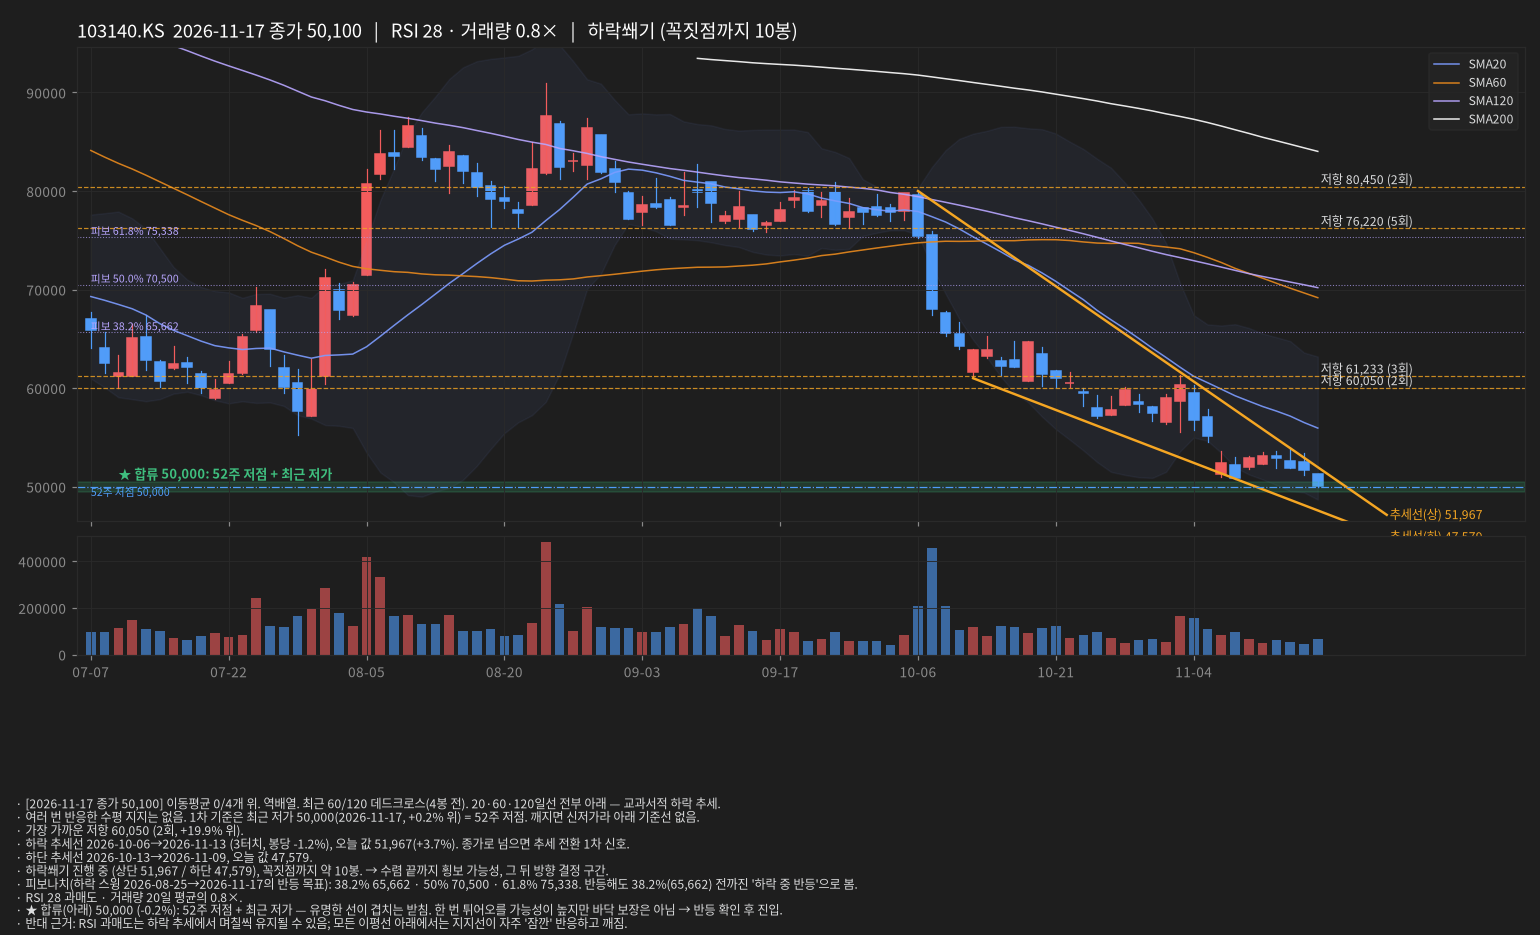 103140.KS 2026-11-17 종가 50,100 | RSI 28 · 거래량 0.8× | 하락쐐기 (꼭짓점까지 10봉)
SMA20
SMA60
SMA120
SMA200
90000
80000
70000
60000
50000
저항 80,450 (2회)
저항 76,220 (5회)
피보 61.8% 75,338
피보 50.0% 70,500
피보 38.2% 65,662
저항 61,233 (3회)
저항 60,050 (2회)
★ 합류 50,000: 52주 저점 + 최근 저가
52주 저점 50,000
추세선(상) 51,967
추세선(하) 47,579
400000
200000
0
07-07 07-22 08-05 08-20 09-03 09-17 10-06 10-21 11-04
· [2026-11-17 종가 50,100] 이동평균 0/4개 위. 역배열. 최근 60/120 데드크로스(4봉 전). 20·60·120일선 전부 아래 — 교과서적 하락 추세.
· 여러 번 반응한 수평 지지는 없음. 1차 기준은 최근 저가 50,000(2026-11-17, +0.2% 위) = 52주 저점. 깨지면 신저가라 아래 기준선 없음.
· 가장 가까운 저항 60,050 (2회, +19.9% 위).
· 하락 추세선 2026-10-06→2026-11-13 (3터치, 봉당 -1.2%), 오늘 값 51,967(+3.7%). 종가로 넘으면 추세 전환 1차 신호.
· 하단 추세선 2026-10-13→2026-11-09, 오늘 값 47,579.
· 하락쐐기 진행 중 (상단 51,967 / 하단 47,579), 꼭짓점까지 약 10봉. → 수렴 끝까지 횡보 가능성, 그 뒤 방향 결정 구간.
· 피보나치(하락 스윙 2026-08-25→2026-11-17의 반등 목표): 38.2% 65,662 · 50% 70,500 · 61.8% 75,338. 반등해도 38.2%(65,662) 전까진 '하락 중 반등'으로 봄.
· RSI 28 과매도 · 거래량 20일 평균의 0.8×.
· ★ 합류(아래) 50,000 (-0.2%): 52주 저점 + 최근 저가 — 유명한 선이 겹치는 받침. 한 번 튀어오를 가능성이 높지만 바닥 보장은 아님 → 반등 확인 후 진입.
· 반대 근거: RSI 과매도는 하락 추세에서 며칠씩 유지될 수 있음; 모든 이평선 아래에서는 지지선이 자주 '잠깐' 반응하고 깨짐.